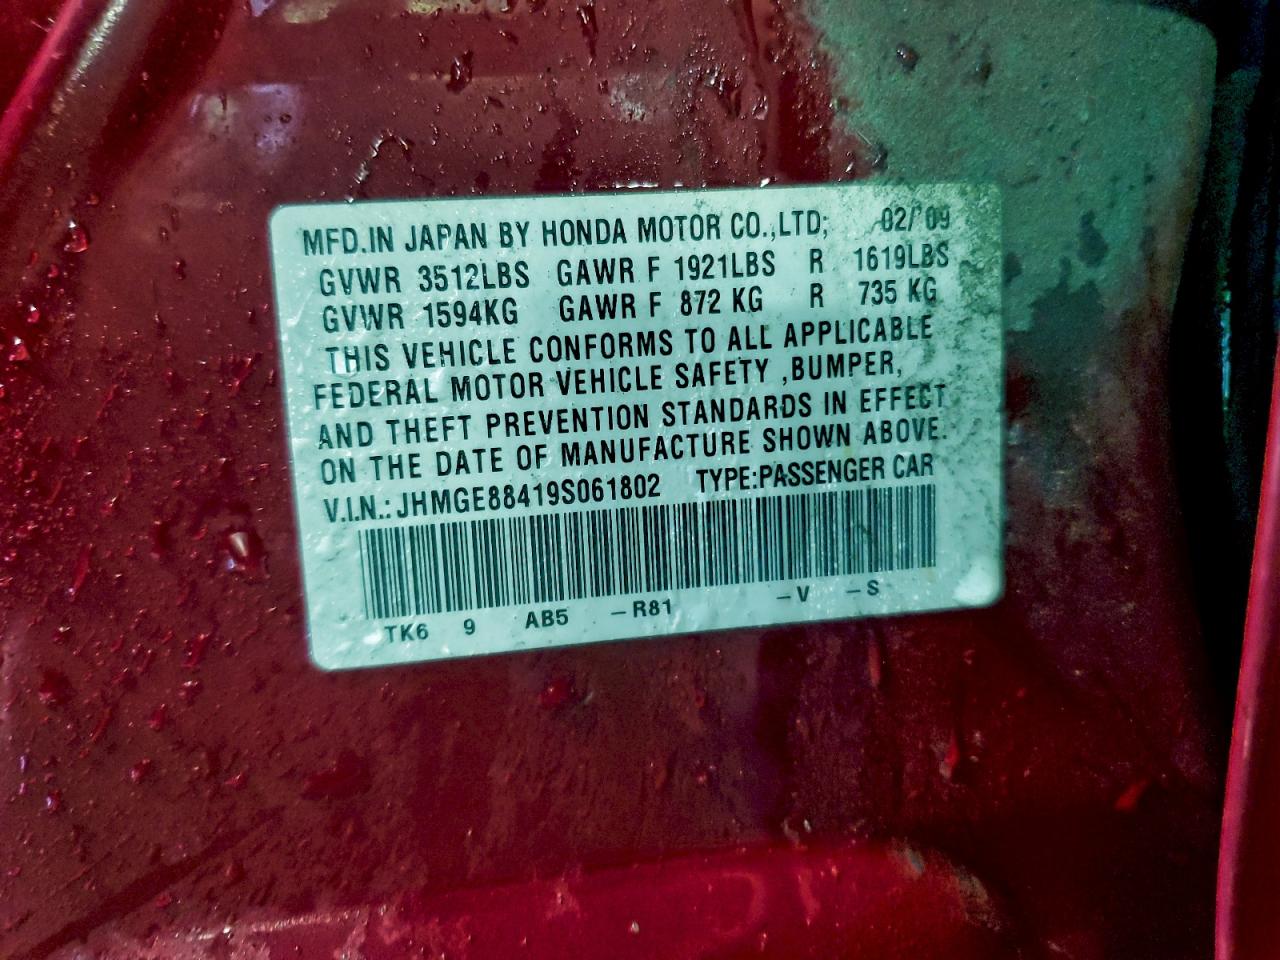 MFD.IN JAPAN BY HONDA MOTOR CO.,LTD; 02/'09
GVWR 3512LBS GAWR F 1921LBS R 1619LBS
GVWR 1594KG GAWR F 872 KG R 735 KG
THIS VEHICLE CONFORMS TO ALL APPLICABLE
FEDERAL MOTOR VEHICLE SAFETY ,BUMPER,
AND THEFT PREVENTION STANDARDS IN EFFECT
ON THE DATE OF MANUFACTURE SHOWN ABOVE.
V.I.N.: JHMGE88419S061802 TYPE:PASSENGER CAR
TK6 9 AB5 -R81 -V -S